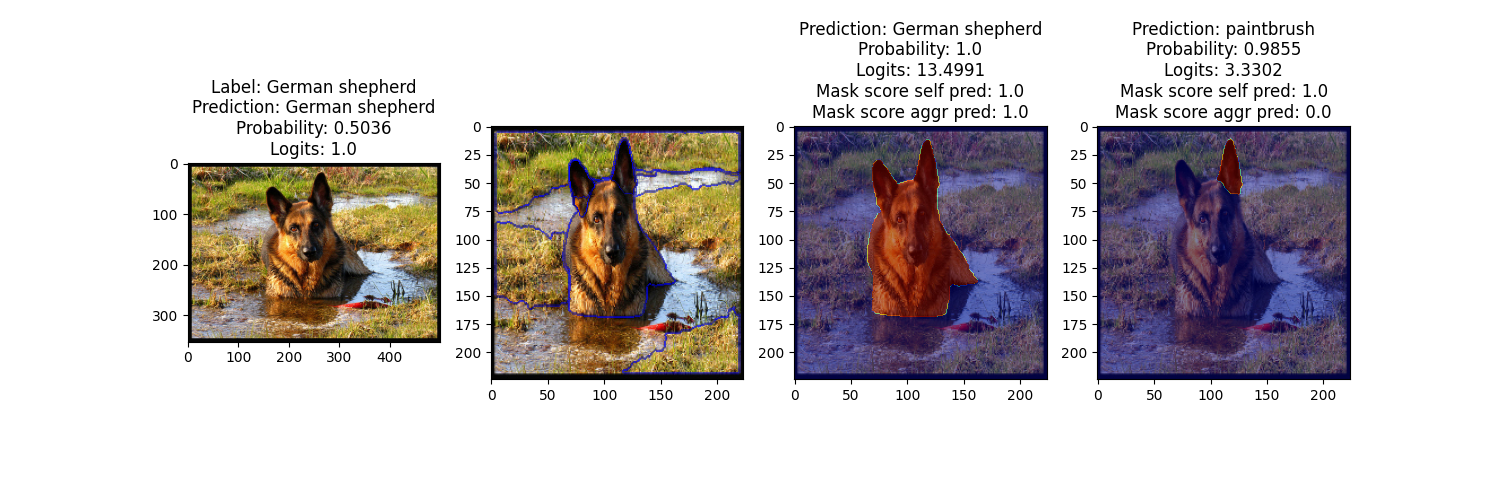 Label: German shepherd
Prediction: German shepherd
Probability: 0.5036
Logits: 1.0
0
100
200
300
0 100 200 300 400
0
25
50
75
100
125
150
175
200
0 50 100 150 200
Prediction: German shepherd
Probability: 1.0
Logits: 13.4991
Mask score self pred: 1.0
Mask score aggr pred: 1.0
0
25
50
75
100
125
150
175
200
0 50 100 150 200
Prediction: paintbrush
Probability: 0.9855
Logits: 3.3302
Mask score self pred: 1.0
Mask score aggr pred: 0.0
0
25
50
75
100
125
150
175
200
0 50 100 150 200